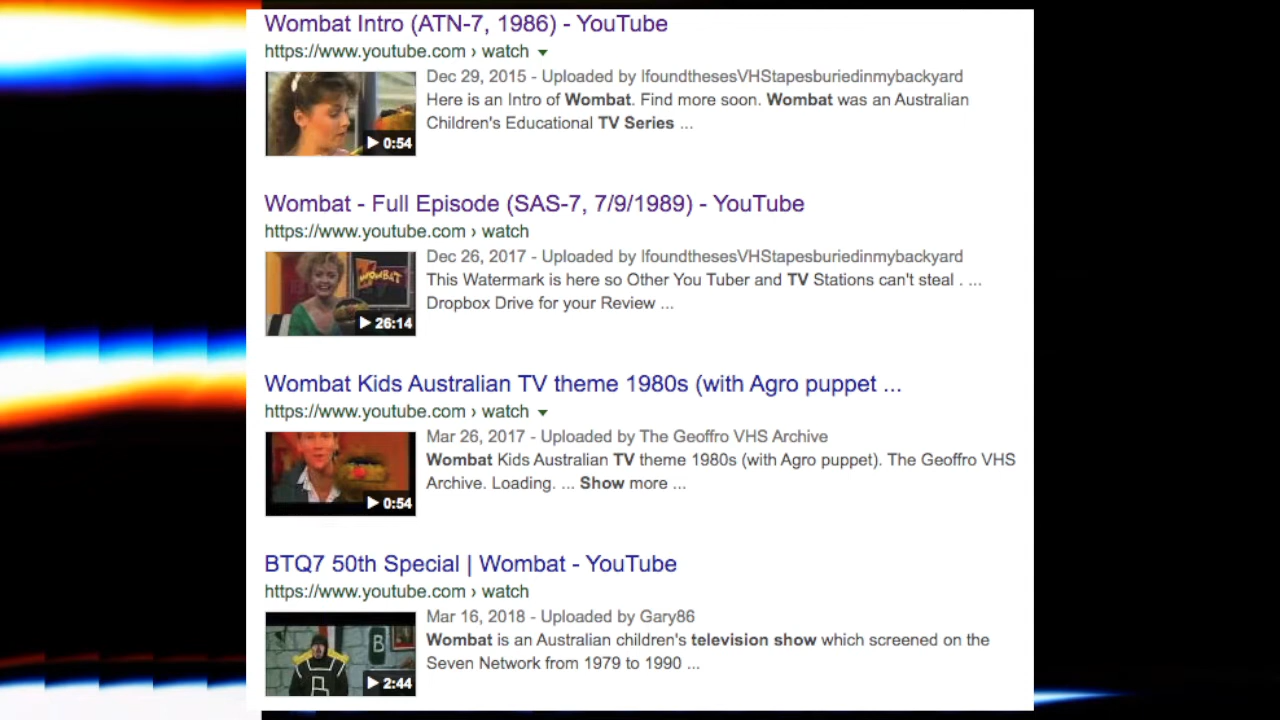 Wombat Intro (ATN-7, 1986) - YouTube
https://www.youtube.com › watch
Dec 29, 2015 - Uploaded by IfoundthesesVHStapesburiedinmybackyard
Here is an Intro of Wombat. Find more soon. Wombat was an Australian
Children's Educational TV Series ...
0:54
Wombat - Full Episode (SAS-7, 7/9/1989) - YouTube
https://www.youtube.com › watch
Dec 26, 2017 - Uploaded by IfoundthesesVHStapesburiedinmybackyard
This Watermark is here so Other You Tuber and TV Stations can't steal . ...
Dropbox Drive for your Review ...
WOMBAT
26:14
Wombat Kids Australian TV theme 1980s (with Agro puppet ...
https://www.youtube.com › watch
Mar 26, 2017 - Uploaded by The Geoffro VHS Archive
Wombat Kids Australian TV theme 1980s (with Agro puppet). The Geoffro VHS
Archive. Loading. ... Show more ...
0:54
BTQ7 50th Special | Wombat - YouTube
https://www.youtube.com › watch
Mar 16, 2018 - Uploaded by Gary86
Wombat is an Australian children's television show which screened on the
Seven Network from 1979 to 1990 ...
B
B
2:44